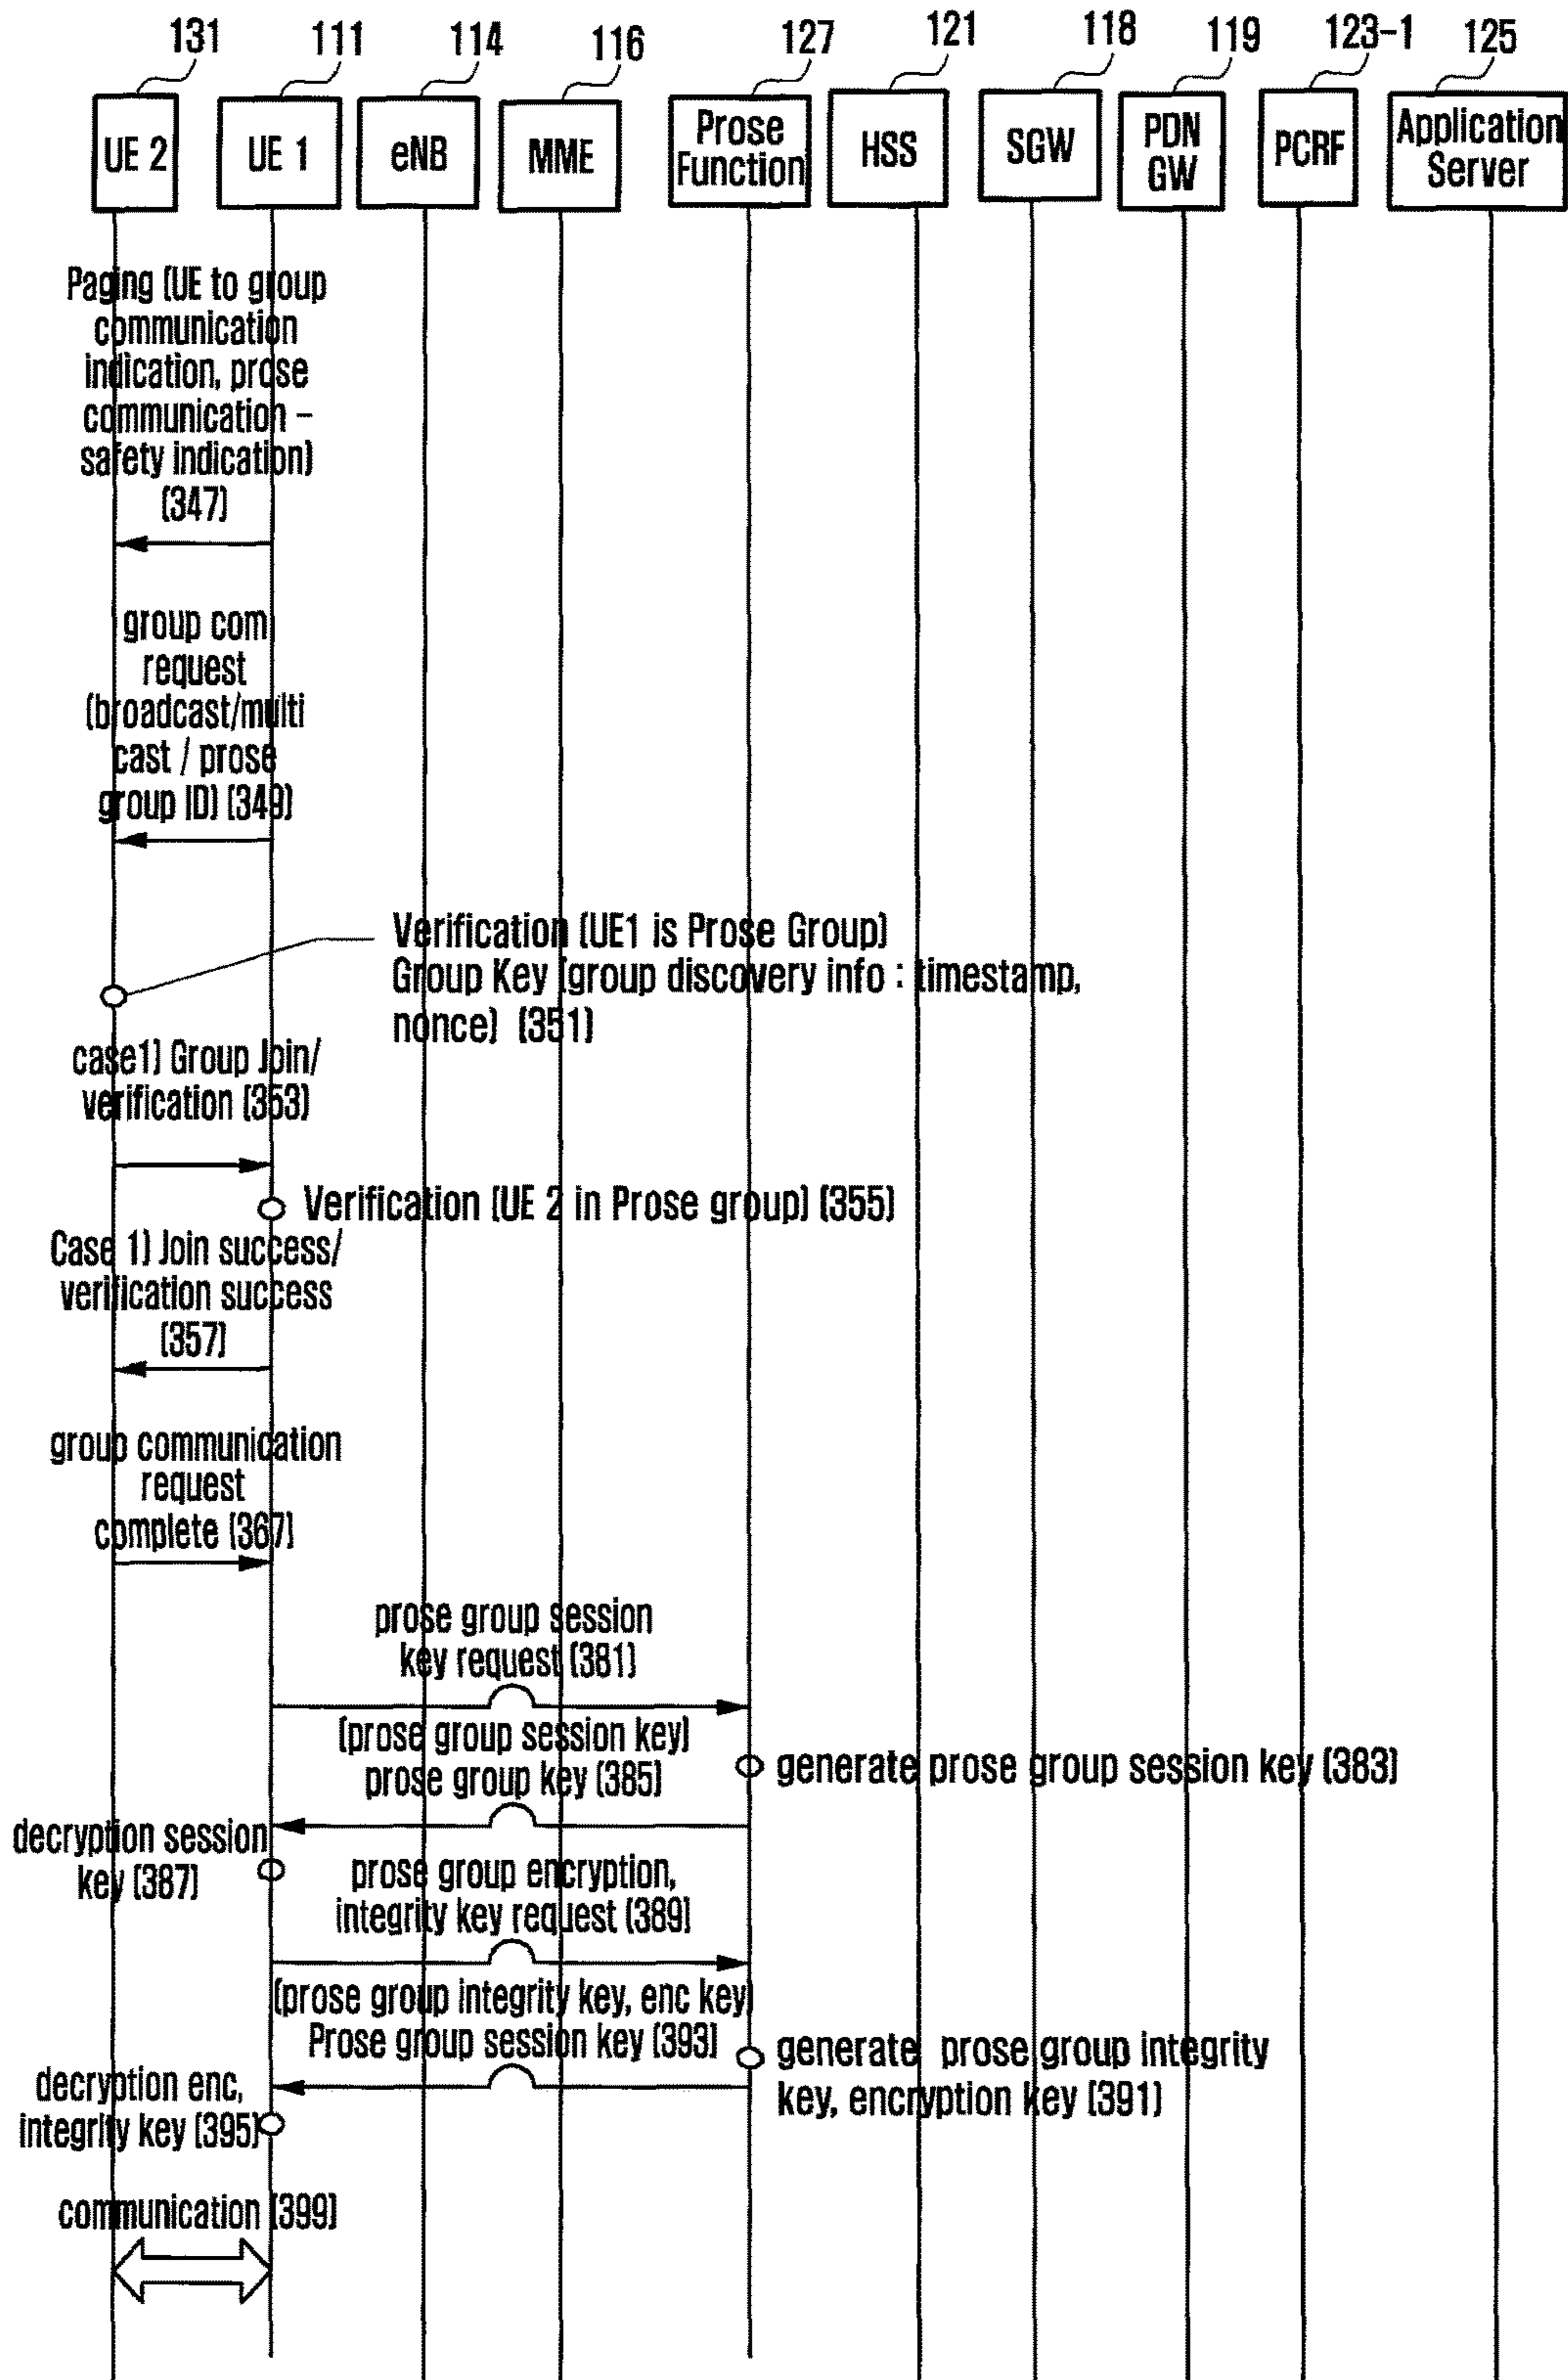 131
111
114
116
127
121
118
119
123-1
125
UE 2
UE 1
eNB
MME
Prose
Function
HSS
SGW
PDN
GW
PCRF
Application
Server
Paging (UE to group
communication
indication, prose
communication -
safety indication)
(347)
group com
request
(broadcast/multi
cast / prose
group ID) (349)
Verification (UE1 is Prose Group)
Group Key (group discovery info : timestamp,
nonce) (351)
case1) Group Join/
verification (353)
Verification (UE 2 in Prose group) (355)
Case 1) Join success/
verification success
(357)
group communication
request
complete (367)
prose group session
key request (381)
(prose group session key)
prose group key (385)
generate prose group session key (383)
decryption session
key (387)
prose group encryption,
integrity key request (389)
(prose group integrity key, enc key)
Prose group session key (393)
generate prose group integrity
key, encryption key (391)
decryption enc,
integrity key (395)
communication (399)